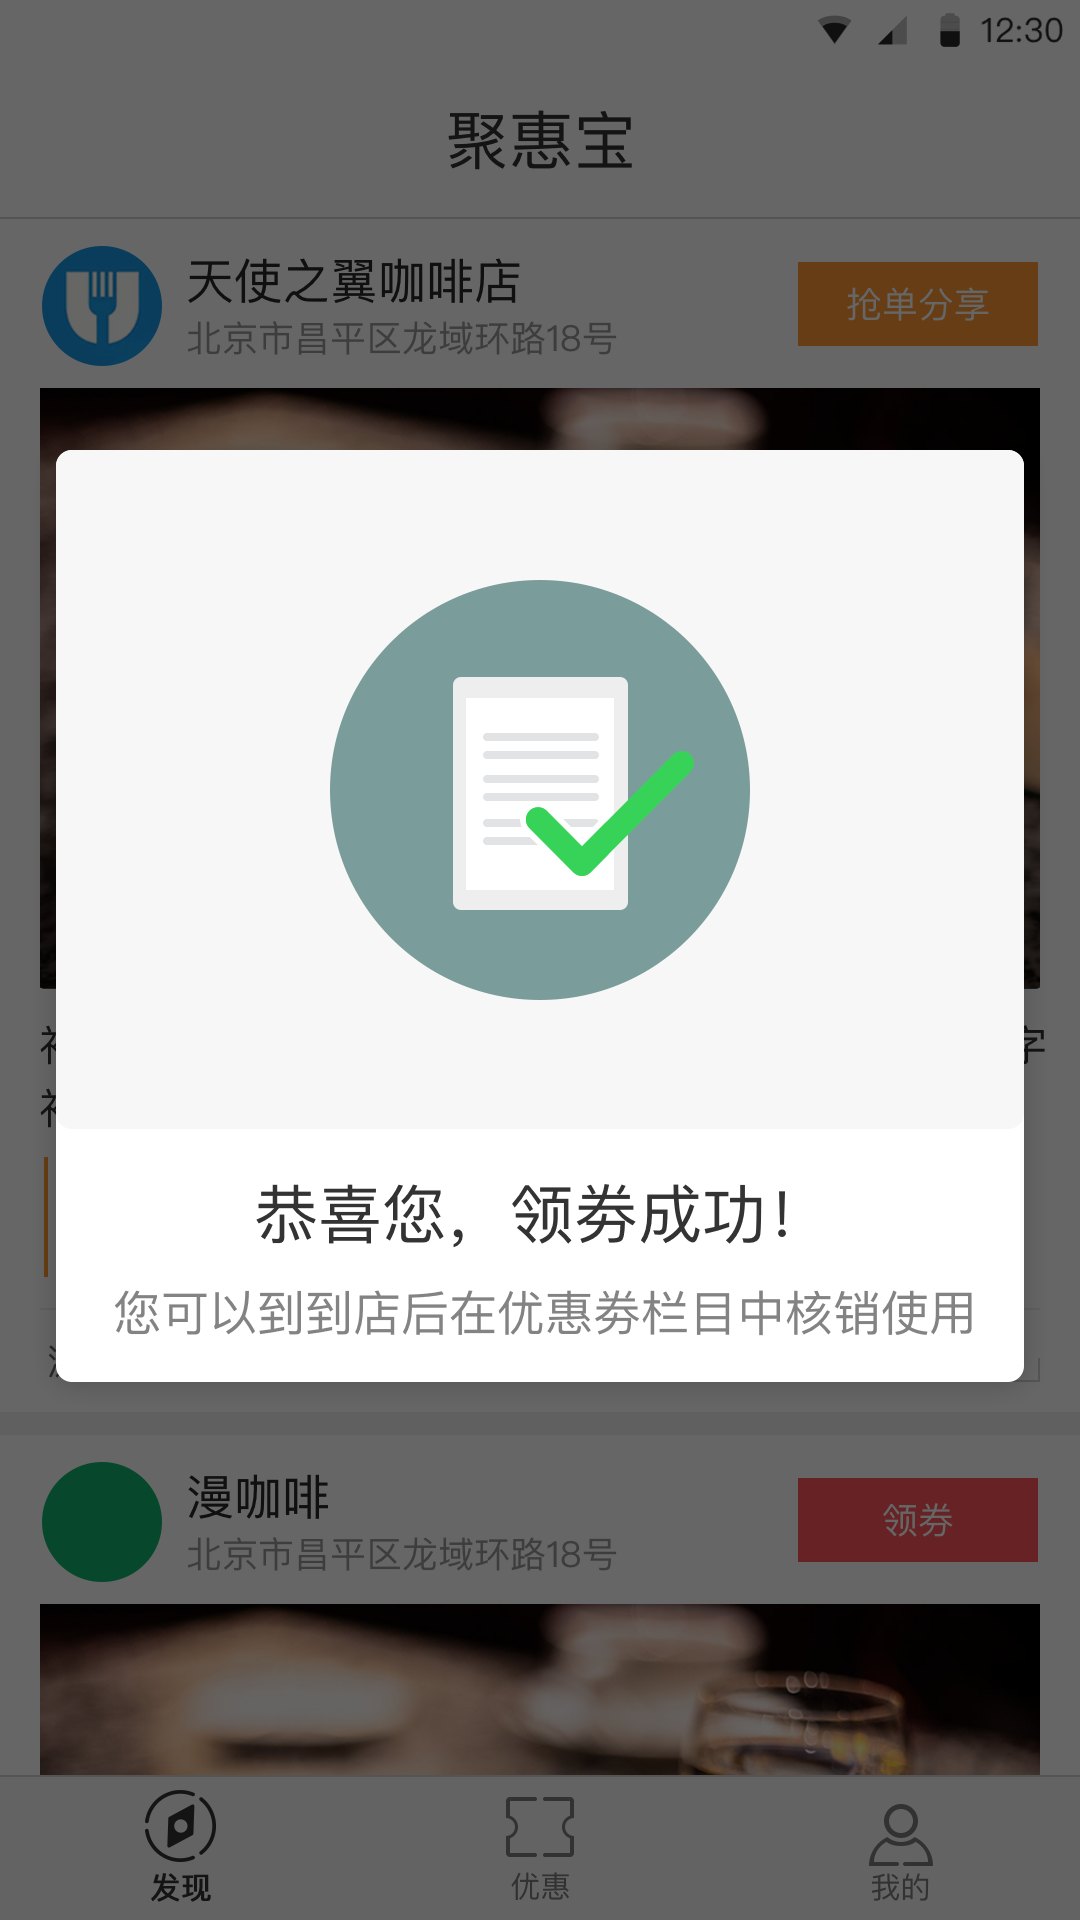 12:30
聚惠宝
天使之翼咖啡店
抢单分享
北京市昌平区龙域环路18号
字
恭喜您，领券成功！
您可以到到店后在优惠券栏目中核销使用
漫咖啡
领券
北京市昌平区龙域环路18号
发现
优惠
我的